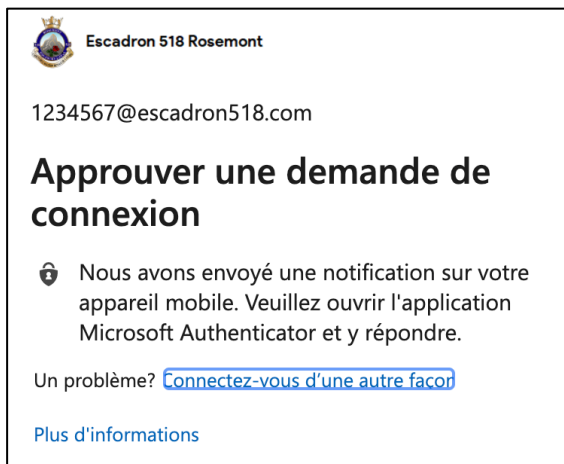 Escadron 518 Rosemont
1234567@escadron518.com
Approuver une demande de
connexion
Nous avons envoyé une notification sur votre
appareil mobile. Veuillez ouvrir l'application
Microsoft Authenticator et y répondre.
Un problème? Connectez-vous d'une autre façon
Plus d'informations